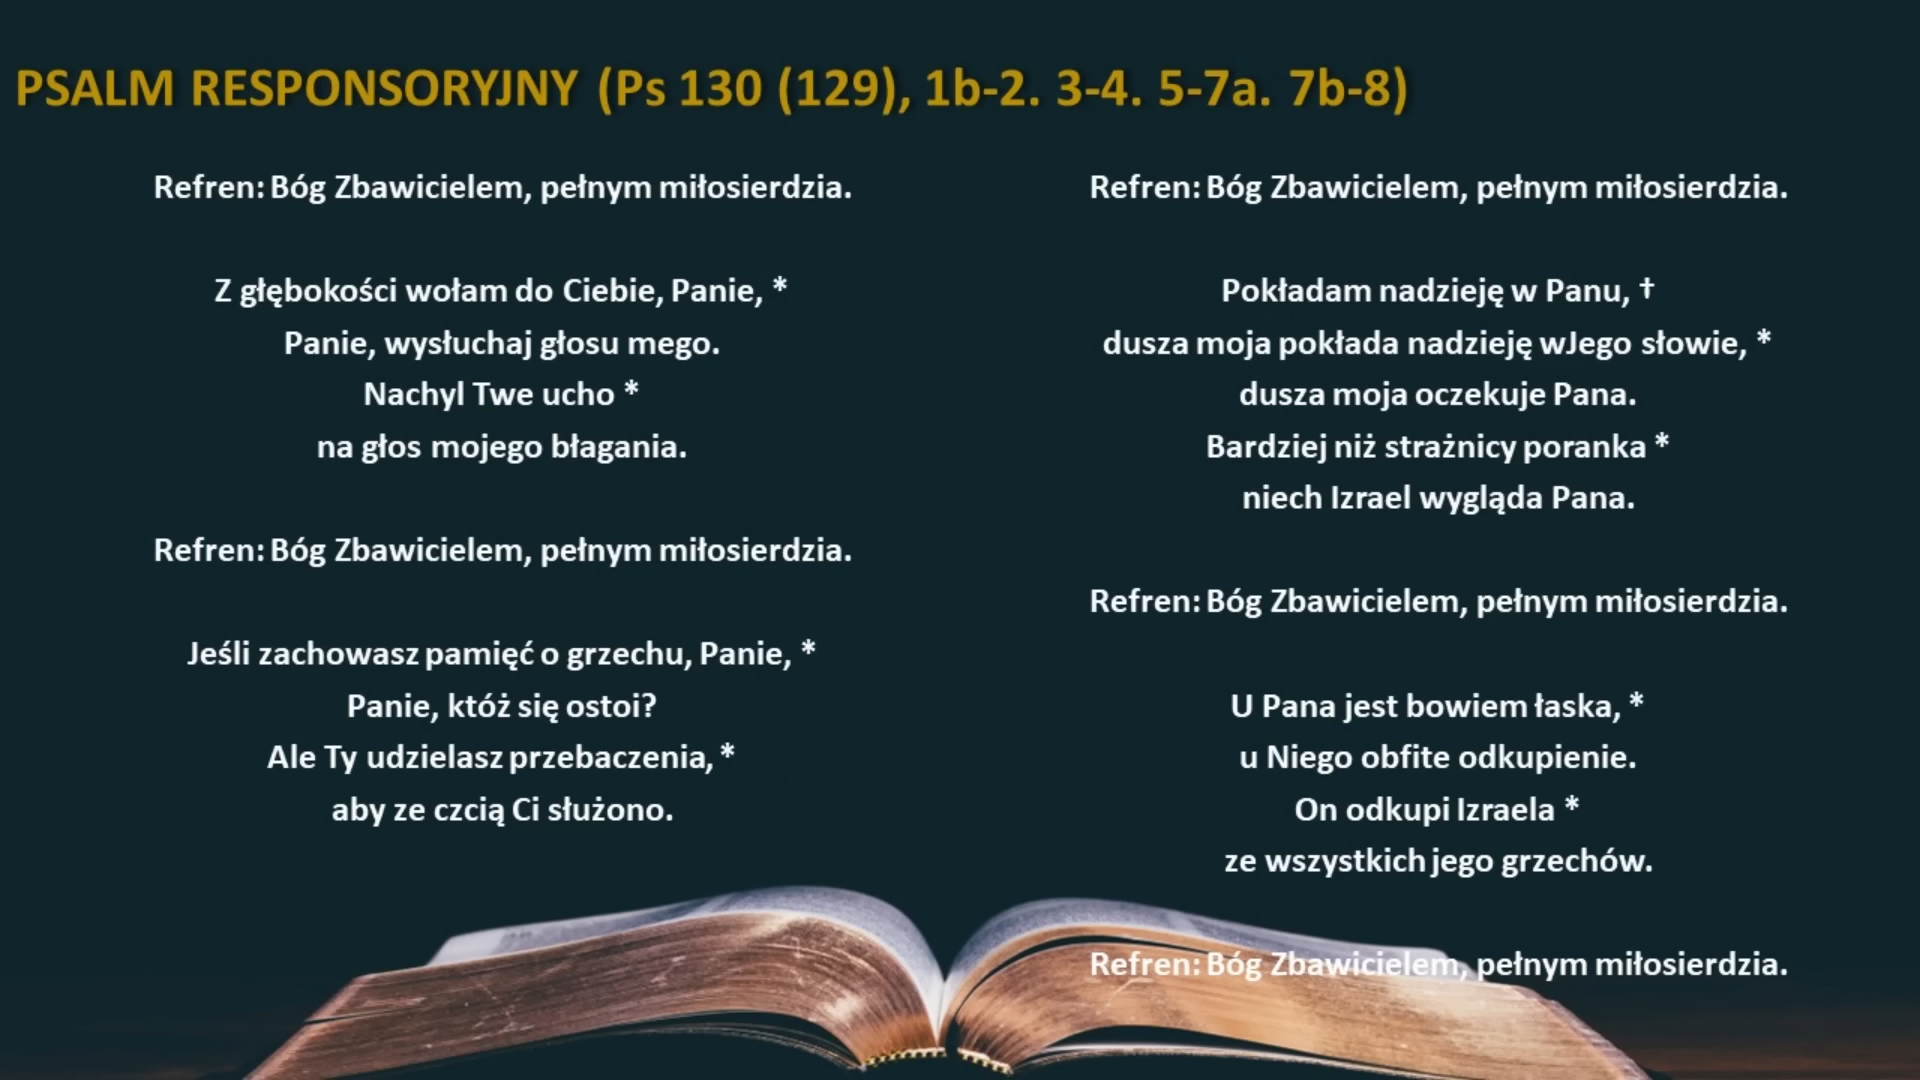 PSALM RESPONSORYJNY (Ps 130 (129), 1b-2. 3-4. 5-7a. 7b-8)
Refren: Bóg Zbawicielem, pełnym miłosierdzia.
Z głębokości wołam do Ciebie, Panie, *
Panie, wysłuchaj głosu mego.
Nachyl Twe ucho *
na głos mojego błagania.
Refren: Bóg Zbawicielem, pełnym miłosierdzia.
Jeśli zachowasz pamięć o grzechu, Panie, *
Panie, któż się ostoi?
Ale Ty udzielasz przebaczenia, *
aby ze czcią Ci służono.
Refren: Bóg Zbawicielem, pełnym miłosierdzia.
Pokładam nadzieję w Panu, †
dusza moja pokłada nadzieję wJego słowie, *
dusza moja oczekuje Pana.
Bardziej niż strażnicy poranka *
niech Izrael wygląda Pana.
Refren: Bóg Zbawicielem, pełnym miłosierdzia.
U Pana jest bowiem łaska, *
u Niego obfite odkupienie.
On odkupi Izraela *
ze wszystkich jego grzechów.
Refren: Bóg Zbawicielem, pełnym miłosierdzia.